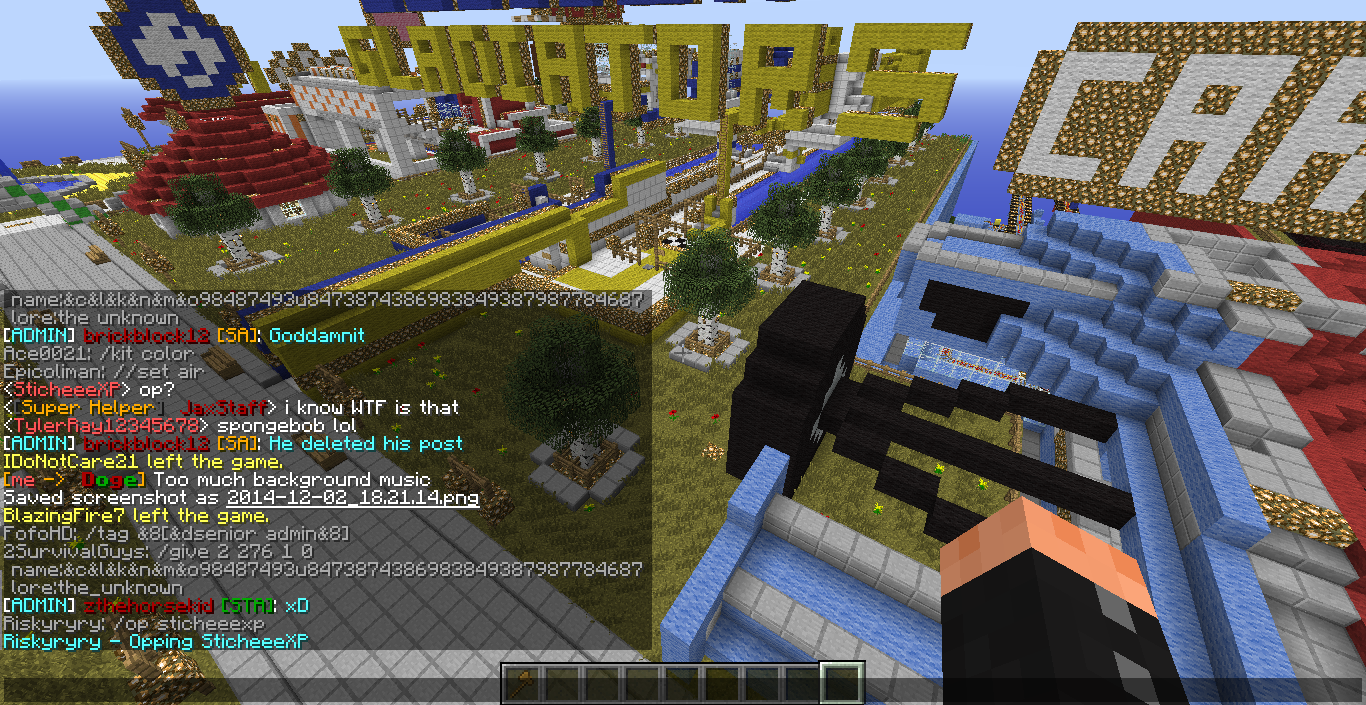 GLADIATORS
CAR
name:&c&l&k&n&m&o98487493u84738743869838493879877 84687
lore:the unknown
[ADMIN] brickblock12 [SA]: Goddamnit
Ace0021: /kit color
Epicoliman: //set air
<SticheeeXP> op?
<[Super Helper] JaxStaff> i know WTF is that
<TylerRay12345678> spongebob lol
[ADMIN] brickblock12 [SA]: He deleted his post
IDoNotCare21 left the game.
[me -> Doge] Too much background music
Saved screenshot as 2014-12-02_18.21.14.png
BlazingFire7 left the game.
FofoHD: /tag &8[&dsenior admin&8]
2SurvivalGuys: /give 2 276 1 0
name:&c&l&k&n&m&o98487493u8473874386983849387987784687
lore:the_unknown
[ADMIN] zthehorsekid [STA]: xD
Riskyryry: /op sticheeexp
Riskyryry - Opping SticheeeXP